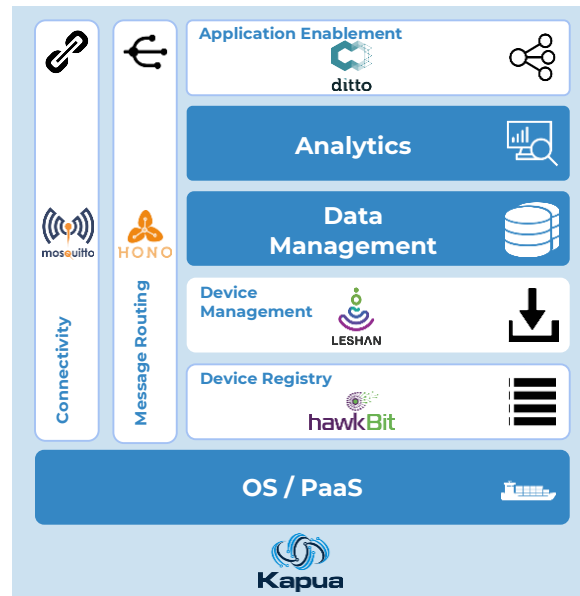 Application Enablement
ditto
Analytics
Data
Management
Device
Management
LESHAN
Device Registry
hawkBit
mosquitto
Connectivity
HONO
Message Routing
OS / PaaS
Kapua